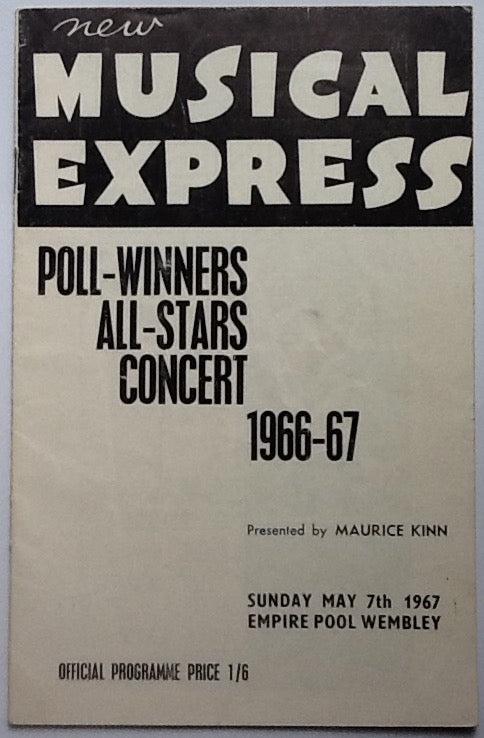 new
MUSICAL
EXPRESS
POLL-WINNERS
ALL-STARS
CONCERT
1966-67
Presented by MAURICE KINN
SUNDAY MAY 7th 1967
EMPIRE POOL WEMBLEY
OFFICIAL PROGRAMME PRICE 1/6